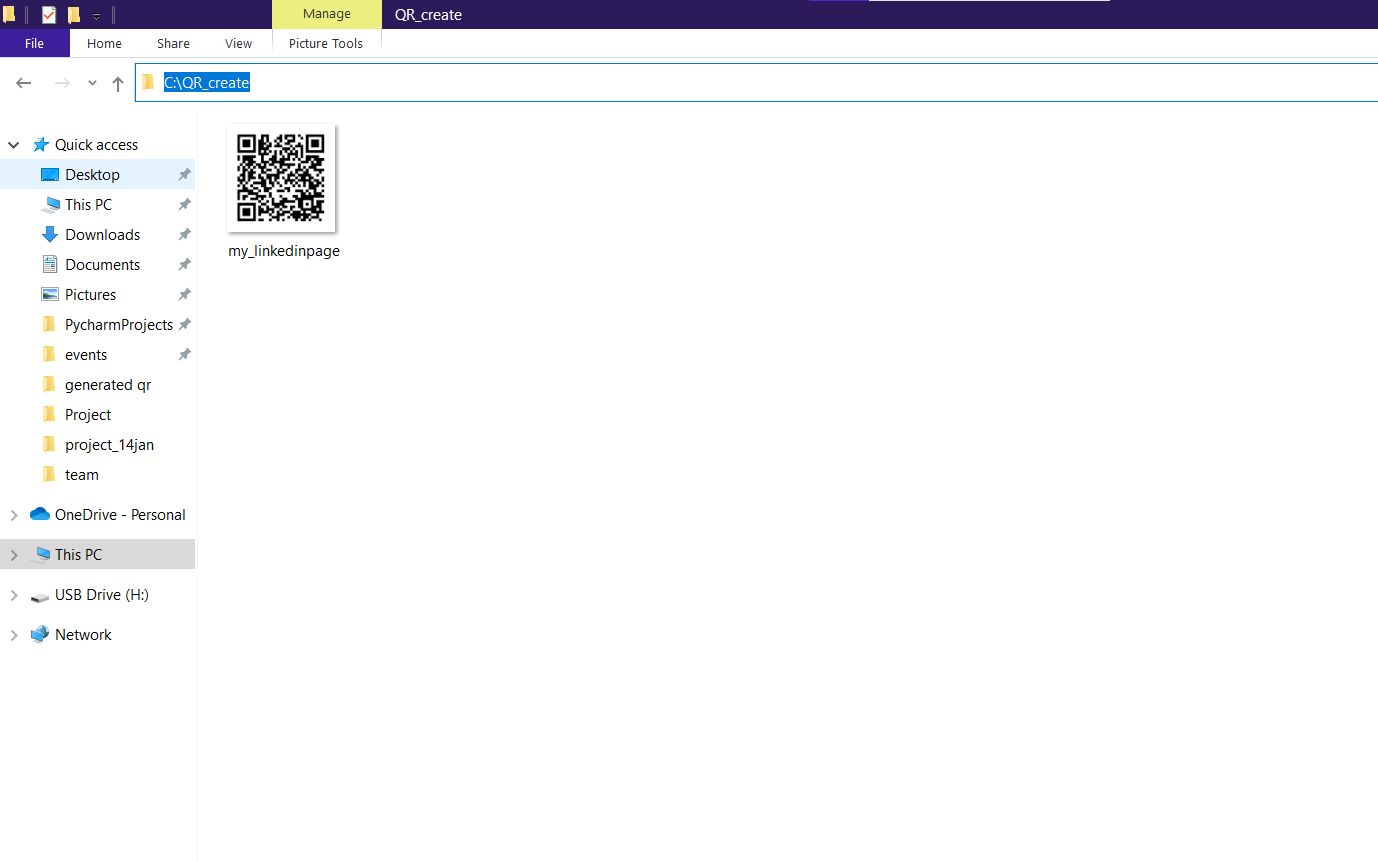 Manage
QR_create
File
Home
Share
View
Picture Tools
C:\QR_create
Quick access
Desktop
This PC
Downloads
Documents
Pictures
PycharmProjects
events
generated qr
Project
project_14jan
team
OneDrive - Personal
This PC
USB Drive (H:)
Network
my_linkedinpage